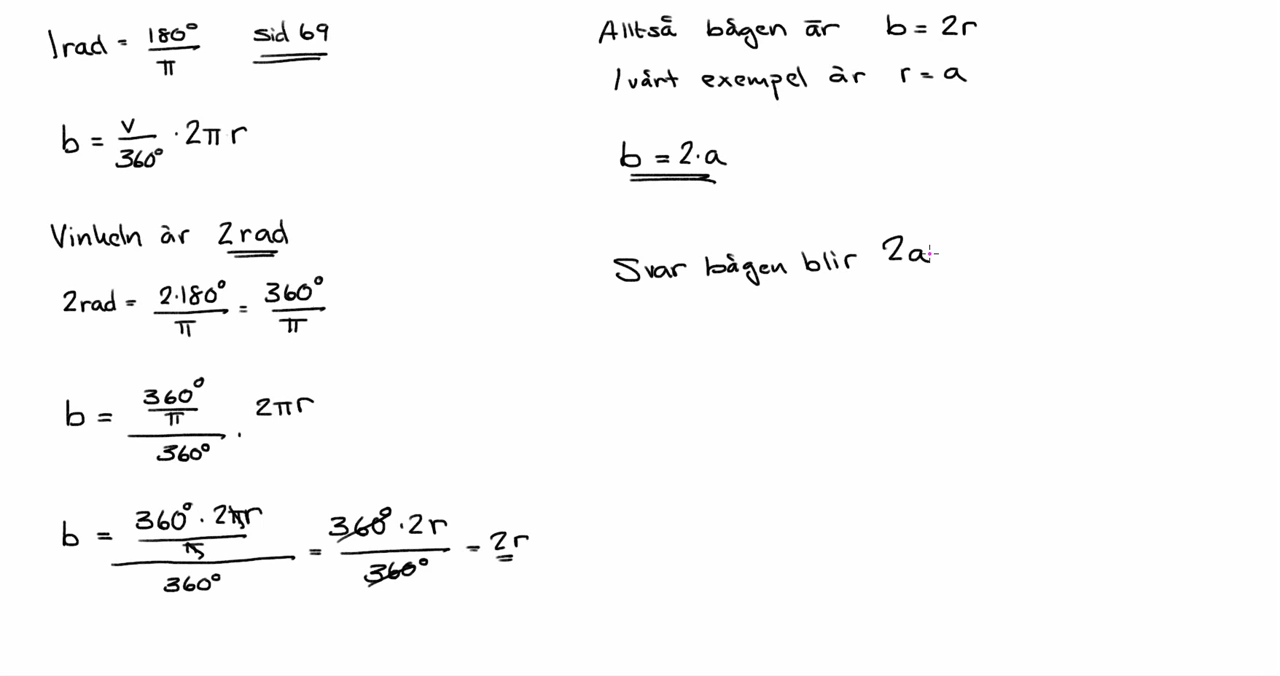 1rad = 180°/π sid 69
b = v/360° · 2πr
Vinkeln är 2rad
2rad = 2·180°/π = 360°/π
b = (360°/π)/360° · 2πr
b = (360° · 2πr/π)/360° = 360° · 2r/360° = 2r
Alltså bågen är b = 2r
I vårt exempel är r = a
b = 2·a
Svar bågen blir 2a